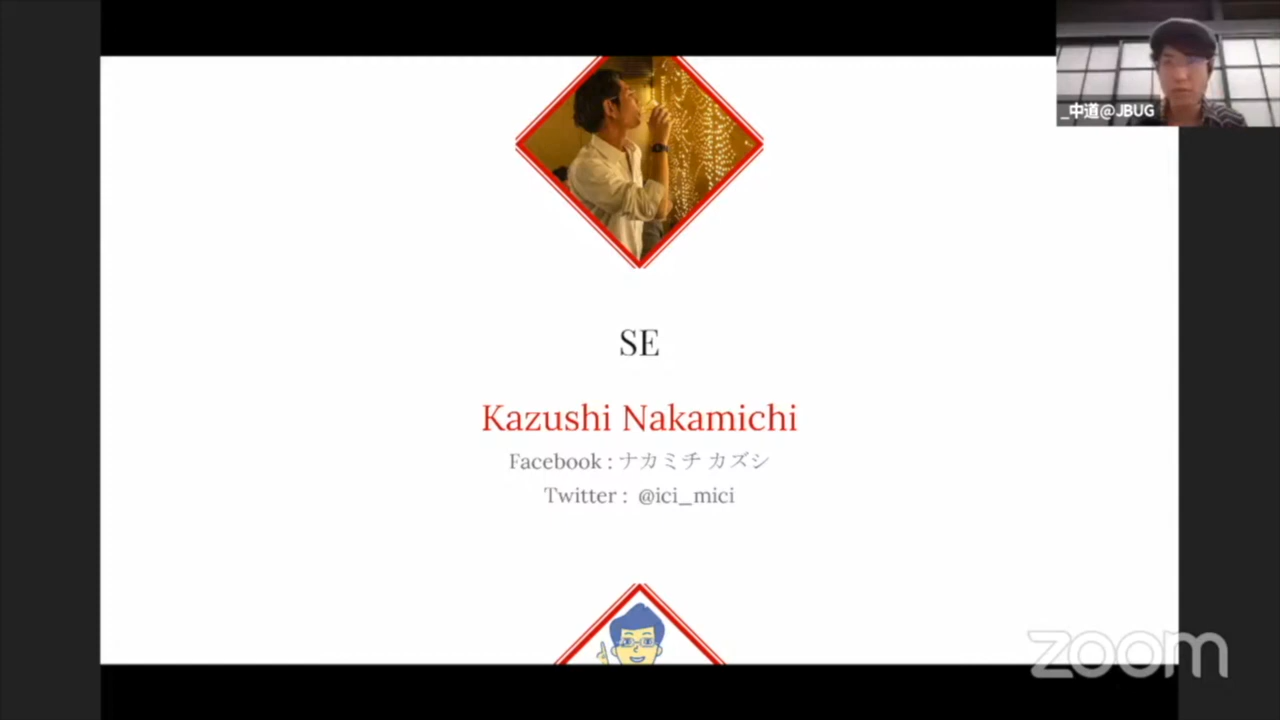 _中道@JBUG
SE
Kazushi Nakamichi
Facebook : ナカミチ カズシ
Twitter : @ici_mici
zoom